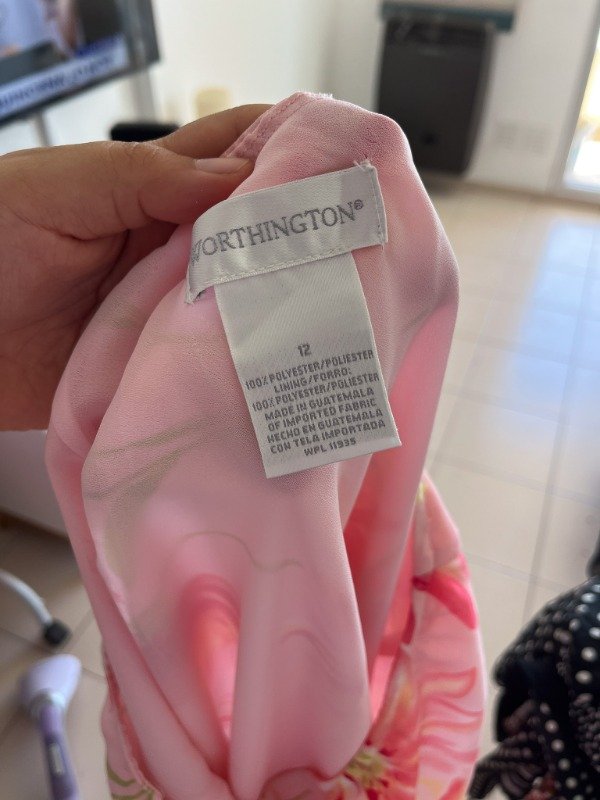 WORTHINGTON®
12
100% POLYESTER/POLIESTER
LINING/FORRO:
100% POLYESTER/POLIESTER
MADE IN GUATEMALA
OF IMPORTED FABRIC
HECHO EN GUATEMALA
CON TELA IMPORTADA
WPL 11935